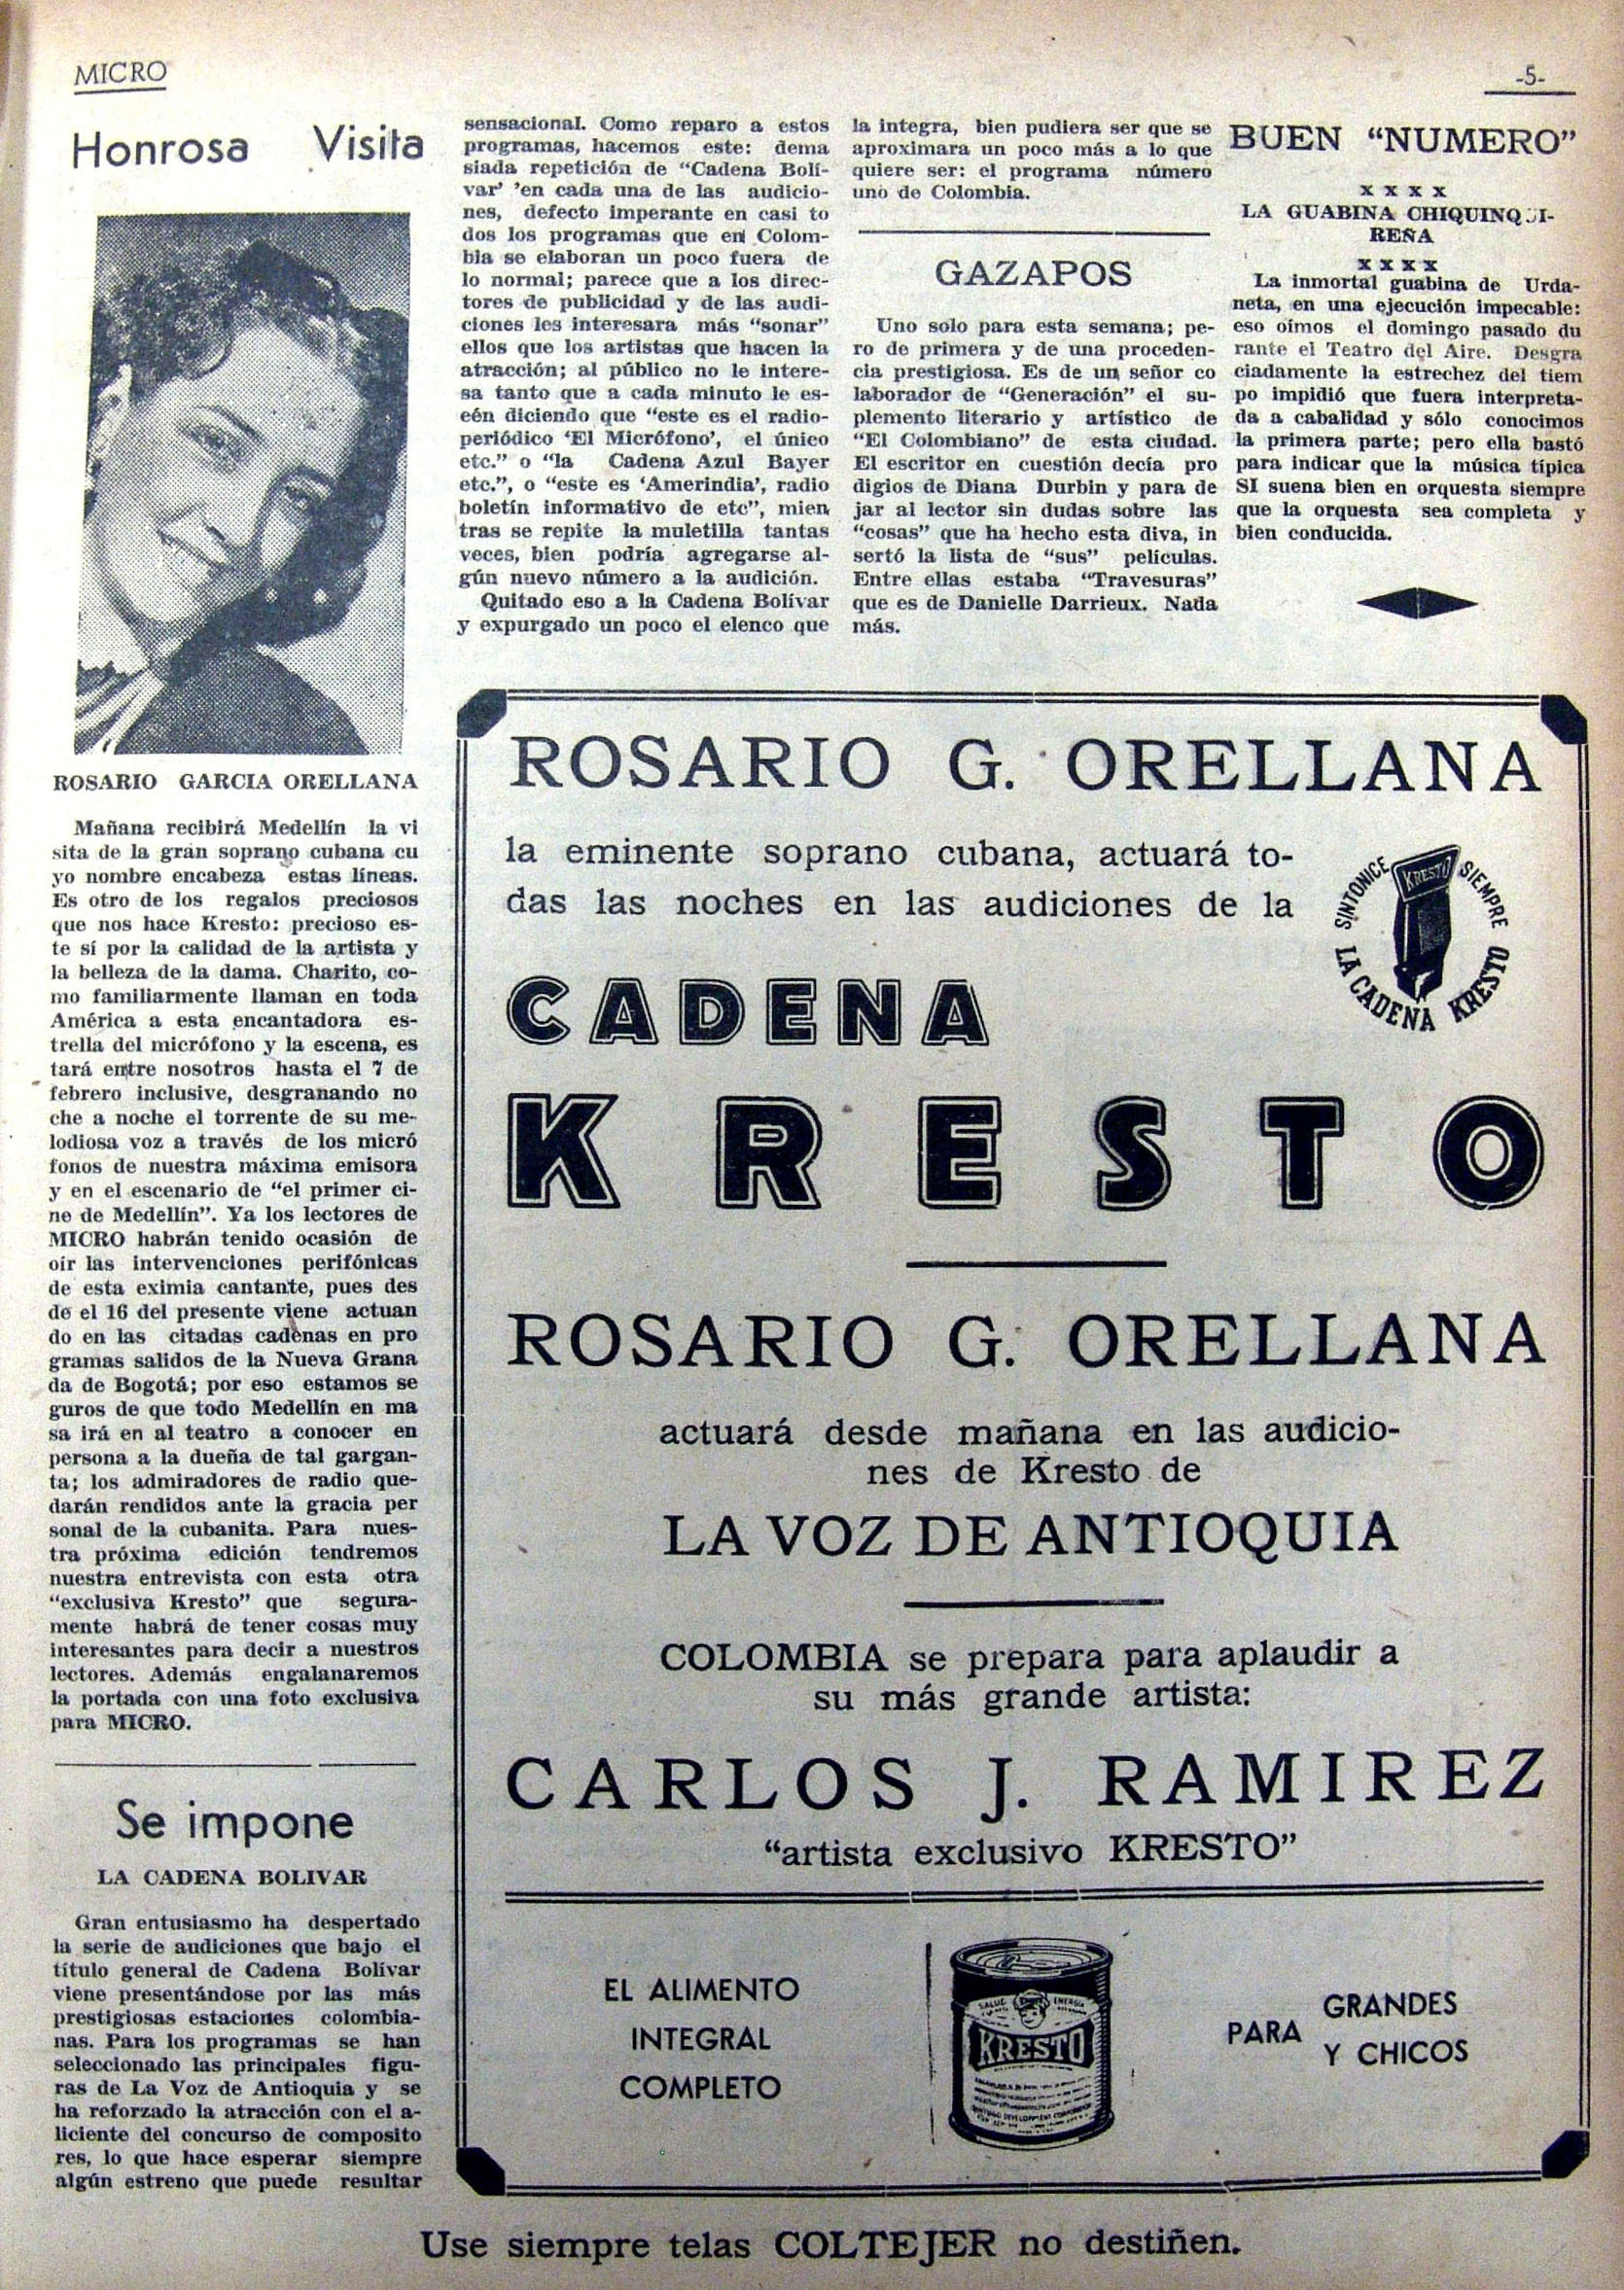 MICRO
-5-
Honrosa Visita
ROSARIO GARCIA ORELLANA
Mañana recibirá Medellín la vi
sita de la gran soprano cubana cu
yo nombre encabeza estas líneas.
Es otro de los regalos preciosos
que nos hace Kresto: precioso es-
te sí por la calidad de la artista y
la belleza de la dama. Charito, co-
mo familiarmente llaman en toda
América a esta encantadora es-
trella del micrófono y la escena, es
tará entre nosotros hasta el 7 de
febrero inclusive, desgranando no
che a noche el torrente de su me-
lodiosa voz a través de los micró
fonos de nuestra máxima emisora
y en el escenario de "el primer ci-
ne de Medellín". Ya los lectores de
MICRO habrán tenido ocasión de
oir las intervenciones perifónicas
de esta eximia cantante, pues des
de el 16 del presente viene actuan
do en las citadas cadenas en pro
gramas salidos de la Nueva Grana
da de Bogotá; por eso estamos se
guros de que todo Medellín en ma
sa irá en al teatro a conocer en
persona a la dueña de tal gargan-
ta; los admiradores de radio que-
darán rendidos ante la gracia per
sonal de la cubanita. Para nues-
tra próxima edición tendremos
nuestra entrevista con esta otra
"exclusiva Kresto" que segura-
mente habrá de tener cosas muy
interesantes para decir a nuestros
lectores. Además engalanaremos
la portada con una foto exclusiva
para MICRO.
Se impone
LA CADENA BOLIVAR
Gran entusiasmo ha despertado
la serie de audiciones que bajo el
título general de Cadena Bolívar
viene presentándose por las más
prestigiosas estaciones colombia-
nas. Para los programas se han
seleccionado las principales figu-
ras de La Voz de Antioquia y se
ha reforzado la atracción con el a-
liciente del concurso de composito
res, lo que hace esperar siempre
algún estreno que puede resultar
sensacional. Como reparo a estos
programas, hacemos este: dema
siada repetición de "Cadena Bolí-
var' 'en cada una de las audicio-
nes, defecto imperante en casi to
dos los programas que en Colom-
bia se elaboran un poco fuera de
lo normal; parece que a los direc-
tores de publicidad y de las audi-
ciones les interesara más "sonar"
ellos que los artistas que hacen la
atracción; al público no le intere-
sa tanto que a cada minuto le es-
eén diciendo que "este es el radio-
periódico 'El Micrófono', el único
etc." o "la Cadena Azul Bayer
etc.", o "este es 'Amerindia', radio
boletín informativo de etc", mien
tras se repite la muletilla tantas
veces, bien podría agregarse al-
gún nuevo número a la audición.
Quitado eso a la Cadena Bolívar
y expurgado un poco el elenco que
la integra, bien pudiera ser que se
aproximara un poco más a lo que
quiere ser: el programa número
uno de Colombia.
GAZAPOS
Uno solo para esta semana; pe-
ro de primera y de una proceden-
cia prestigiosa. Es de un señor co
laborador de "Generación" el su-
plemento literario y artístico de
"El Colombiano" de esta ciudad.
El escritor en cuestión decía pro
digios de Diana Durbin y para de
jar al lector sin dudas sobre las
"cosas" que ha hecho esta diva, in
sertó la lista de "sus" películas.
Entre ellas estaba "Travesuras"
que es de Danielle Darrieux. Nada
más.
BUEN "NUMERO"
x x x x
LA GUABINA CHIQUINQUI-
REÑA
x x x x
La inmortal guabina de Urda-
neta, en una ejecución impecable:
eso oimos el domingo pasado du
rante el Teatro del Aire. Desgra
ciadamente la estrechez del tiem
po impidió que fuera interpreta-
da a cabalidad y sólo conocimos
la primera parte; pero ella bastó
para indicar que la música típica
SI suena bien en orquesta siempre
que la orquesta sea completa y
bien conducida.
ROSARIO G. ORELLANA
la eminente soprano cubana, actuará to-
das las noches en las audiciones de la
SINTONICE KRESTO SIEMPRE
LA CADENA KRESTO
CADENA
KRESTO
ROSARIO G. ORELLANA
actuará desde mañana en las audicio-
nes de Kresto de
LA VOZ DE ANTIOQUIA
COLOMBIA se prepara para aplaudir a
su más grande artista:
CARLOS J. RAMIREZ
"artista exclusivo KRESTO"
EL ALIMENTO
INTEGRAL
COMPLETO
SALUD ENERGIA
KRESTO
PARA
GRANDES
Y CHICOS
Use siempre telas COLTEJER no destiñen.